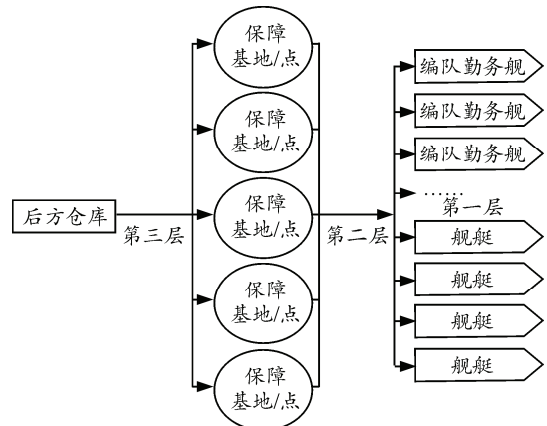 后方仓库
第三层
保障
基地/点
保障
基地/点
保障
基地/点
保障
基地/点
保障
基地/点
第二层
编队勤务舰
编队勤务舰
编队勤务舰
……
第一层
舰艇
舰艇
舰艇
舰艇